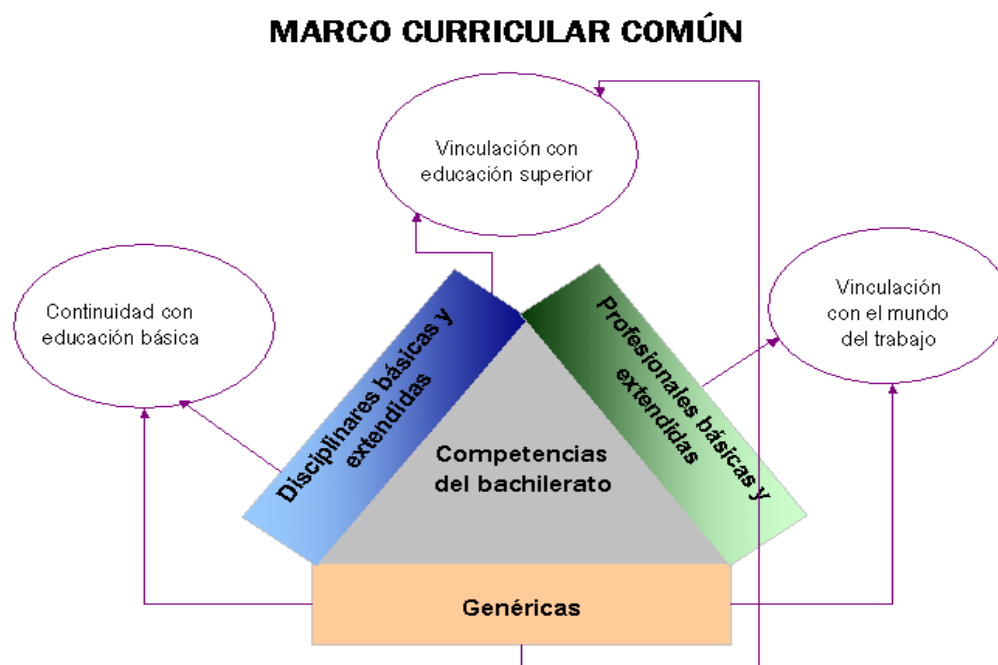 MARCO CURRICULAR COMÚN
Vinculación con
educación superior
Continuidad con
educación básica
Vinculación
con el mundo
del trabajo
Disciplinares básicas y
extendidas
Profesionales básicas y
extendidas
Competencias
del bachilerato
Genéricas